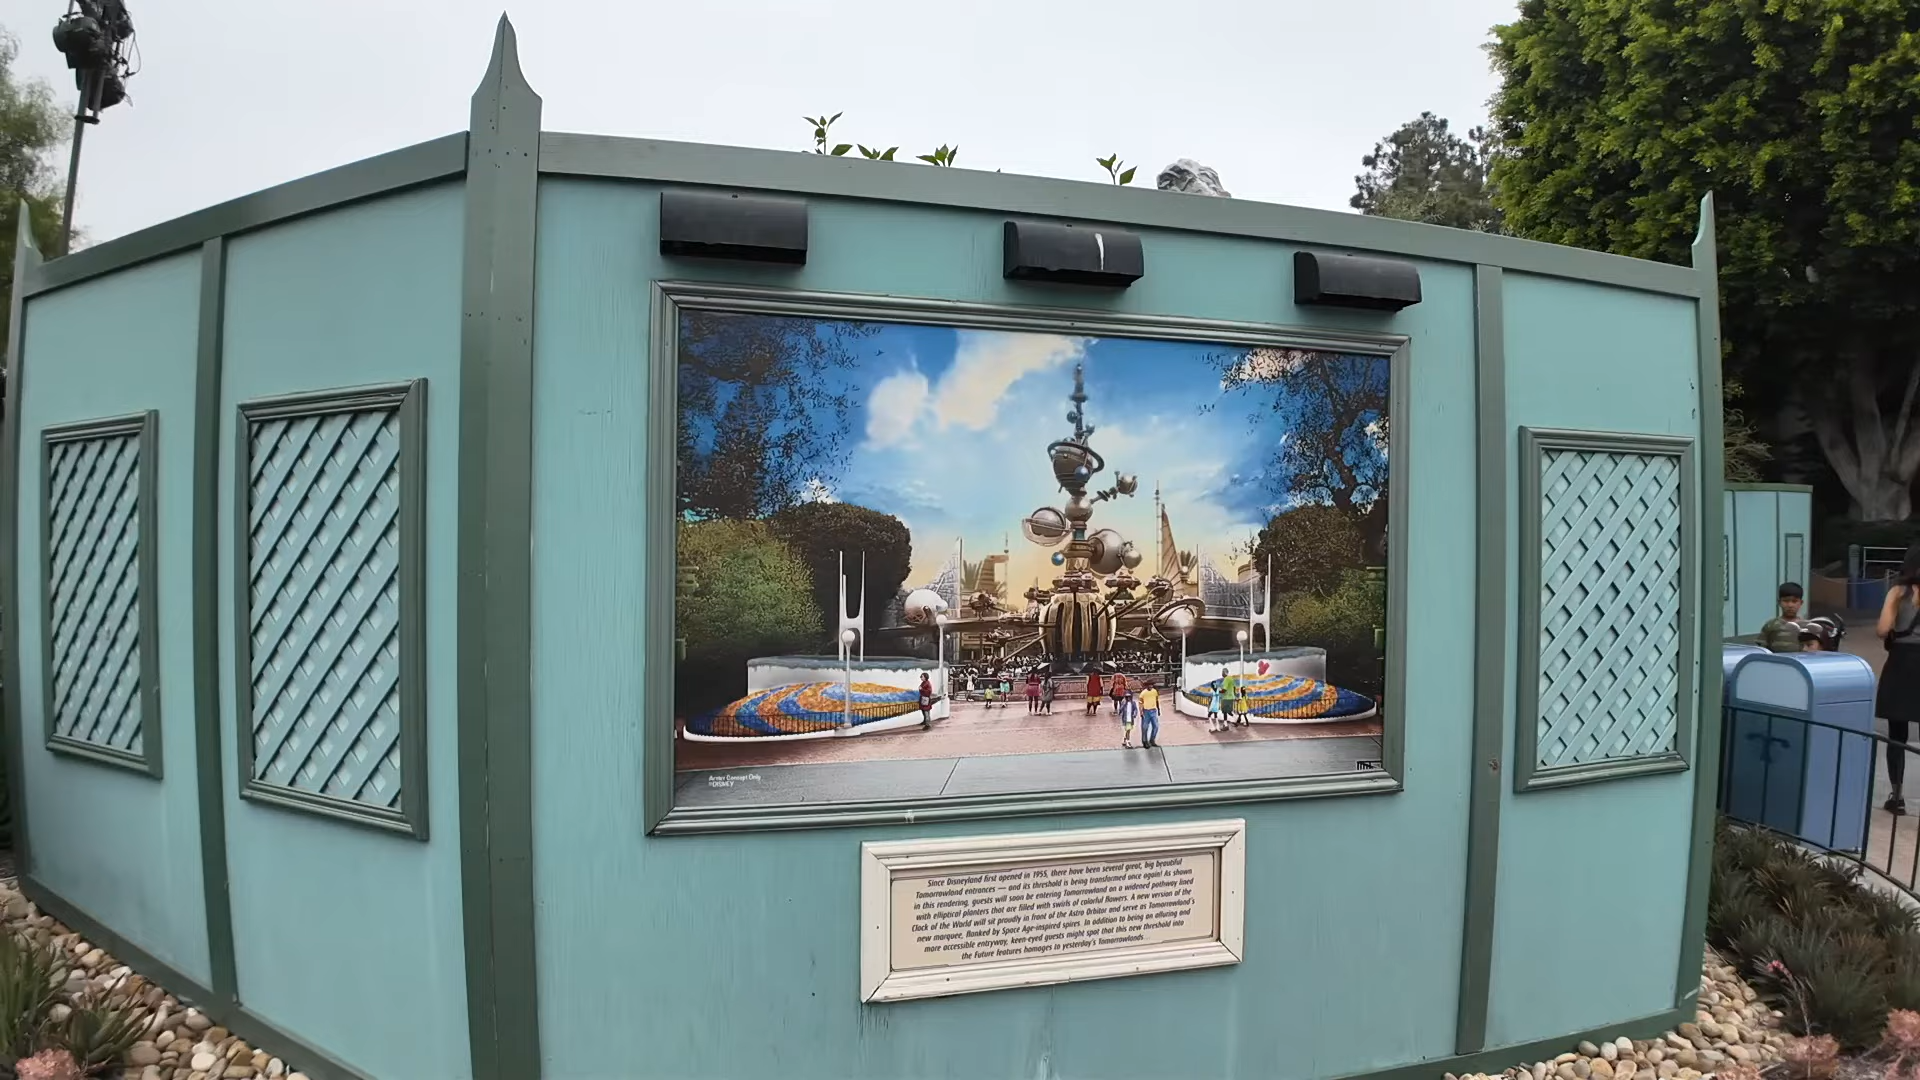 Artist Concept Only
©DISNEY
Since Disneyland first opened in 1955, there have been several great, big beautiful
Tomorrowland entrances — and its threshold is being transformed once again! As shown
in this rendering, guests will soon be entering Tomorrowland on a widened pathway lined
with elliptical planters that are filled with swirls of colorful flowers. A new version of the
Clock of the World will sit proudly in front of the Astro Orbitor and serve as Tomorrowland's
new marquee, flanked by Space Age-inspired spires. In addition to being an alluring and
more accessible entryway, keen-eyed guests might spot that this new threshold into
the Future features homages to yesterday's Tomorrowlands...